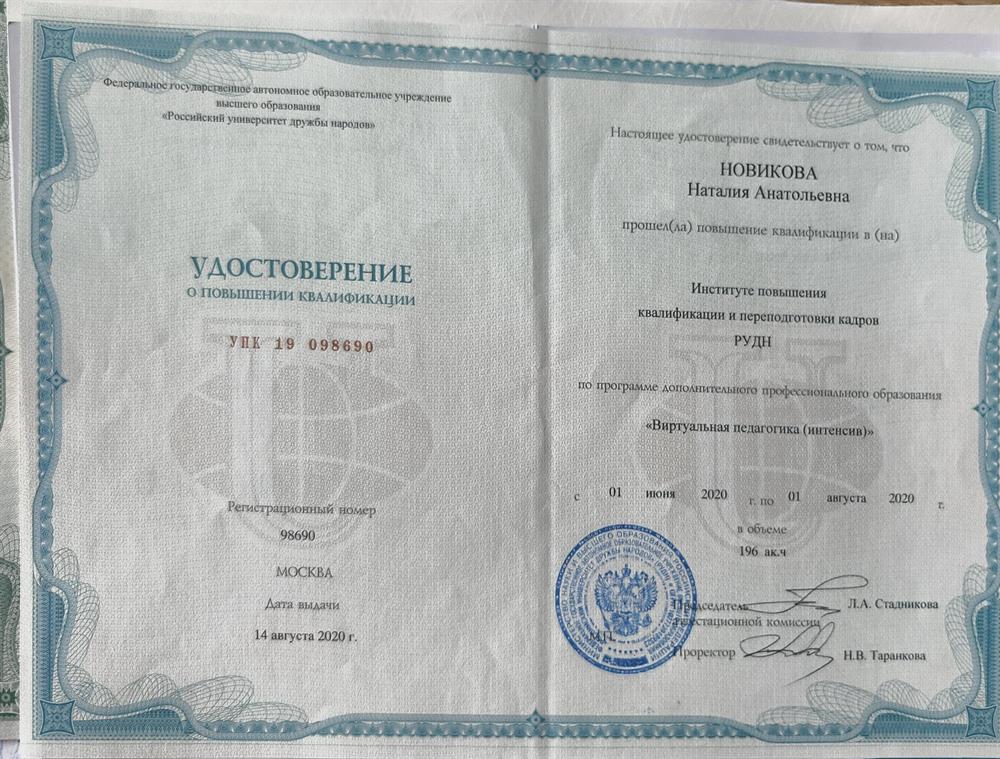 Федеральное государственное автономное образовательное учреждение
высшего образования
«Российский университет дружбы народов»
УДОСТОВЕРЕНИЕ
О ПОВЫШЕНИИ КВАЛИФИКАЦИИ
УПК 19 098690
Регистрационный номер
98690
МОСКВА
Дата выдачи
14 августа 2020 г.
Настоящее удостоверение свидетельствует о том, что
НОВИКОВА
Наталия Анатольевна
прошел(ла) повышение квалификации в (на)
Институте повышения
квалификации и переподготовки кадров
РУДН
по программе дополнительного профессионального образования
«Виртуальная педагогика (интенсив)»
с 01 июня 2020 г. по 01 августа 2020 г.
в объеме
196 ак.ч
Председатель Л.А. Стадникова
аттестационной комиссии
М.П.
Проректор Н.В. Таранкова